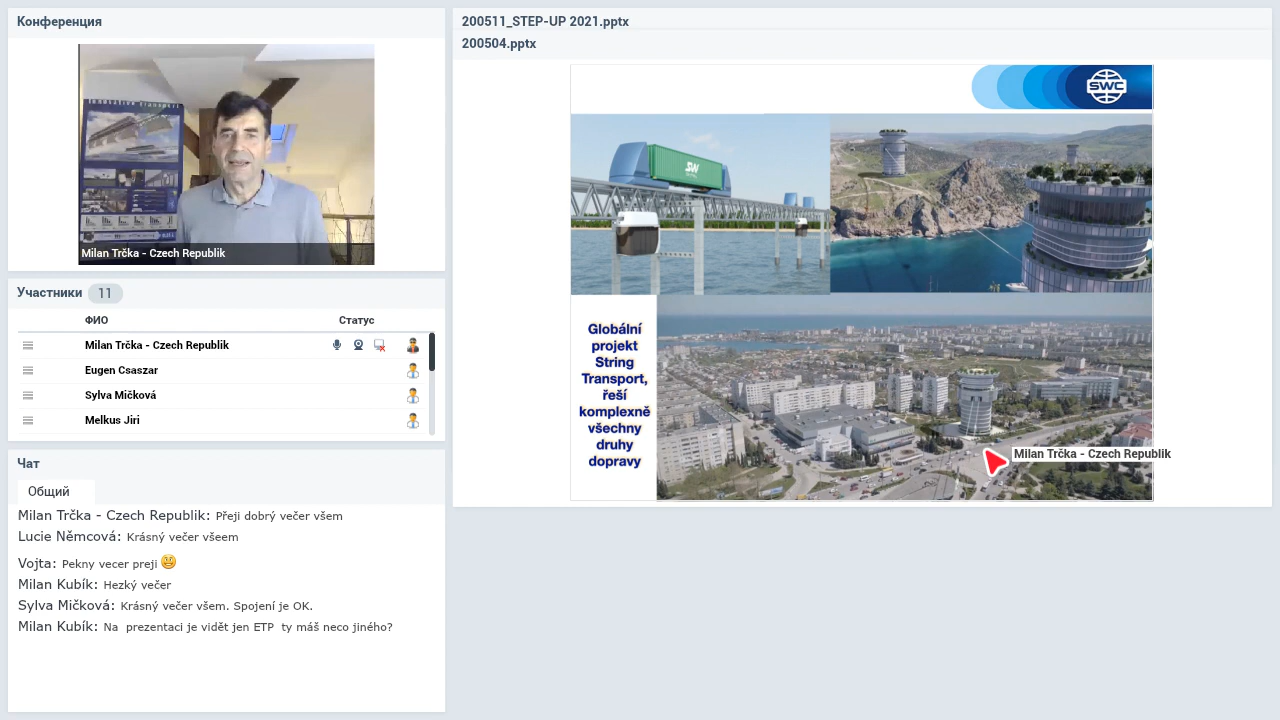 Конференция
Innovation transport
Milan Trčka - Czech Republik
Участники 11
ФИО Статус
Milan Trčka - Czech Republik
Eugen Csaszar
Sylva Mičková
Melkus Jiri
Чат
Общий
Milan Trčka - Czech Republik: Přeji dobrý večer všem
Lucie Němcová: Krásný večer všeem
Vojta: Pekny vecer preji
Milan Kubík: Hezký večer
Sylva Mičková: Krásný večer všem. Spojení je OK.
Milan Kubík: Na prezentaci je vidět jen ETP ty máš neco jiného?
200511_STEP-UP 2021.pptx
200504.pptx
SWC
SW
Globální
projekt
String
Transport,
řeší
komplexně
všechny
druhy
dopravy
Milan Trčka - Czech Republik